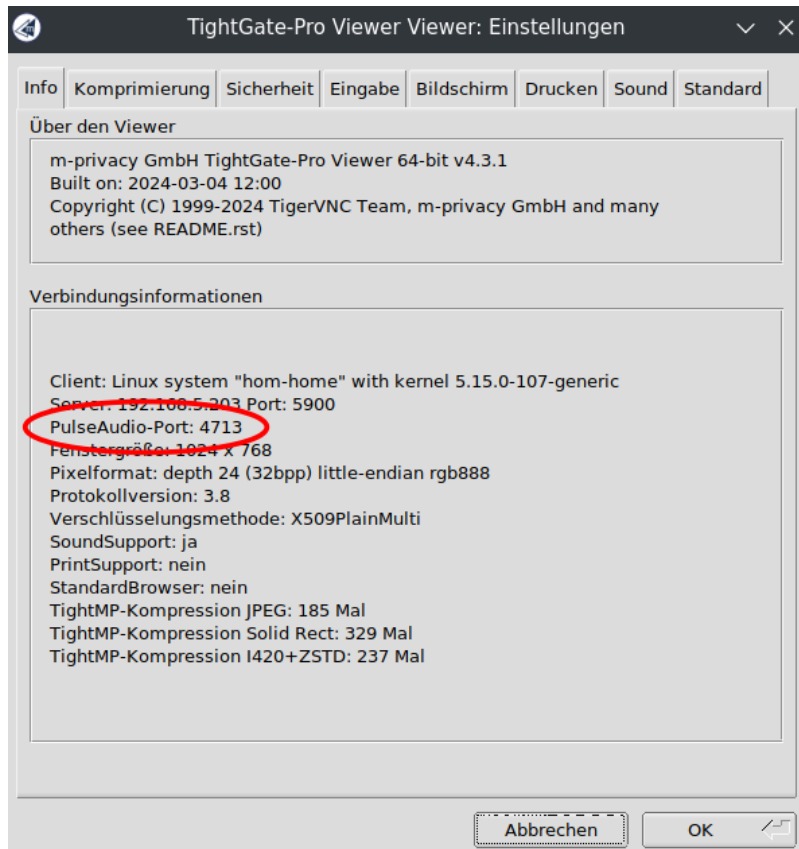 TightGate-Pro Viewer Viewer: Einstellungen
Info Komprimierung Sicherheit Eingabe Bildschirm Drucken Sound Standard
Über den Viewer
m-privacy GmbH TightGate-Pro Viewer 64-bit v4.3.1
Built on: 2024-03-04 12:00
Copyright (C) 1999-2024 TigerVNC Team, m-privacy GmbH and many
others (see README.rst)
Verbindungsinformationen
Client: Linux system "hom-home" with kernel 5.15.0-107-generic
Server: 192.168.5.203 Port: 5900
PulseAudio-Port: 4713
Fenstergröße: 1024 x 768
Pixelformat: depth 24 (32bpp) little-endian rgb888
Protokollversion: 3.8
Verschlüsselungsmethode: X509PlainMulti
SoundSupport: ja
PrintSupport: nein
StandardBrowser: nein
TightMP-Kompression JPEG: 185 Mal
TightMP-Kompression Solid Rect: 329 Mal
TightMP-Kompression I420+ZSTD: 237 Mal
Abbrechen OK